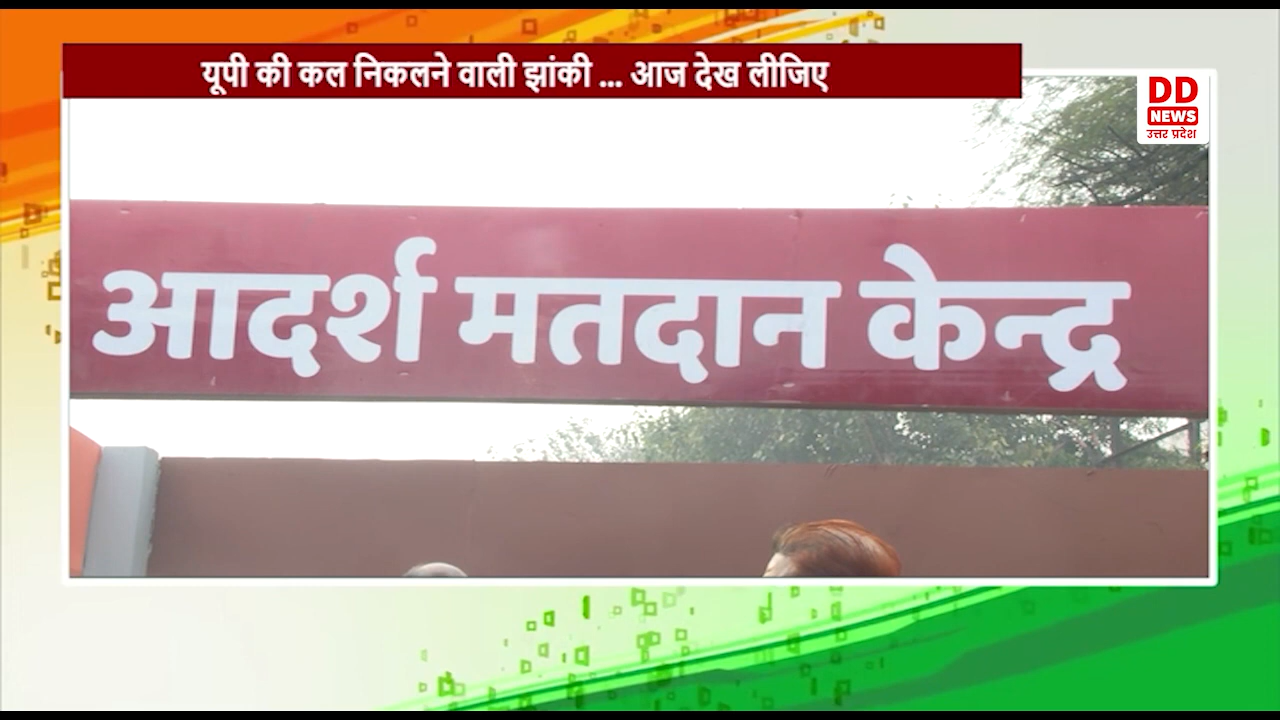 यूपी की कल निकलने वाली झांकी ... आज देख लीजिए
DD
NEWS
उत्तर प्रदेश
आदर्श मतदान केन्द्र